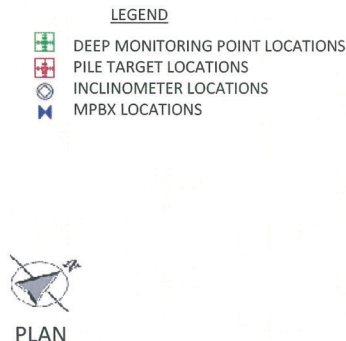 LEGEND
DEEP MONITORING POINT LOCATIONS
PILE TARGET LOCATIONS
INCLINOMETER LOCATIONS
MPBX LOCATIONS
PLAN